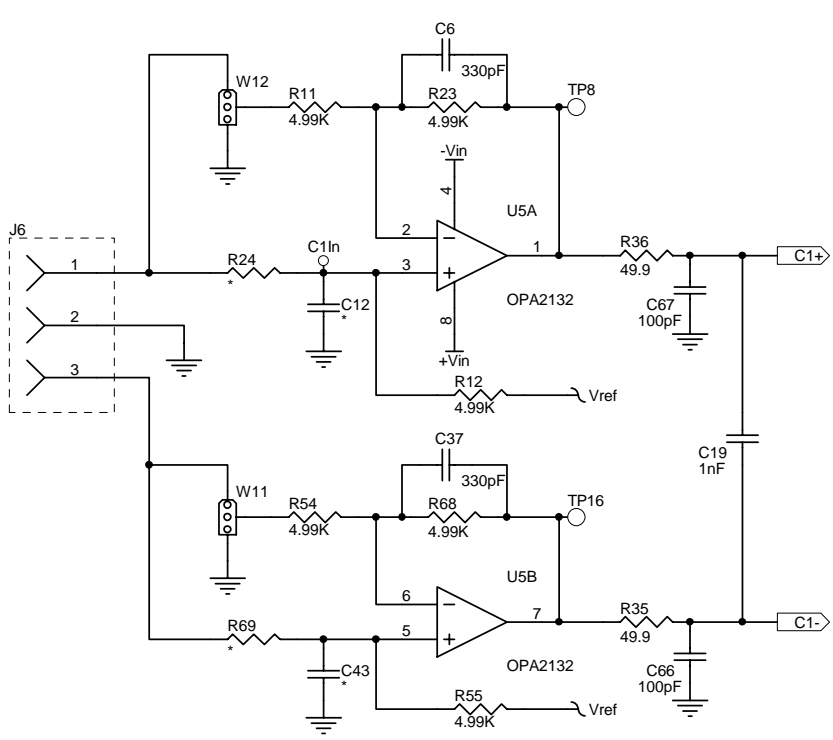 C6
330pF
W12
R11
4.99K
R23
4.99K
TP8
-Vin
4
U5A
J6
1
R24
*
C1In
2
3
1
R36
49.9
C1+
C12
*
8
OPA2132
C67
100pF
2
+Vin
3
R12
4.99K
Vref
C37
330pF
C19
1nF
W11
R54
4.99K
R68
4.99K
TP16
U5B
6
7
R35
49.9
C1-
R69
*
5
C43
*
OPA2132
C66
100pF
R55
4.99K
Vref